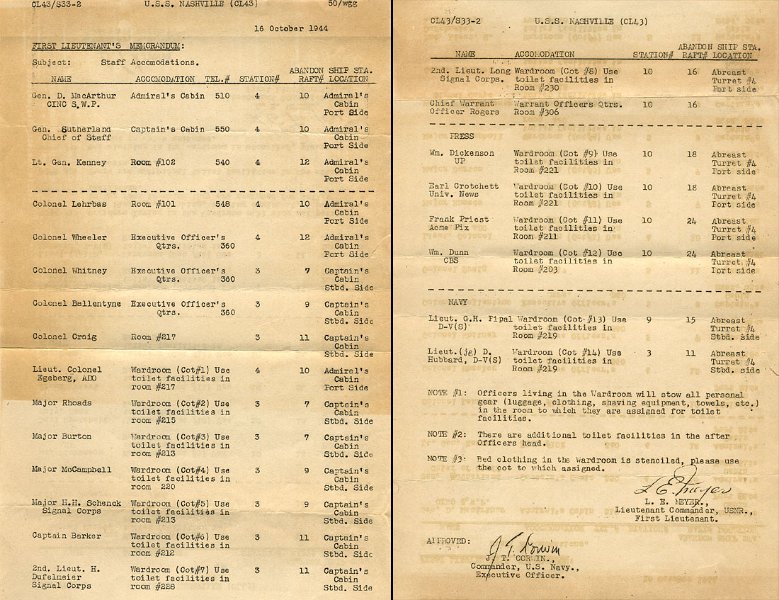 CL43/S33-2 U.S.S. NASHVILLE (CL43) 50/wgg
16 October 1944
FIRST LIEUTENANT'S MEMORANDUM:
Subject: Staff Accomodations.
NAME ACCOMODATION TEL.# STATION# ABANDON SHIP STA. RAFT# LOCATION
Gen. D. MacArthur Admiral's Cabin 510 4 10 Admiral's
CINC S.W.P. Cabin
Port Side
Gen. Sutherland Captain's Cabin 550 4 10 Admiral's
Chief of Staff Cabin
Port Side
Lt. Gen. Kenney Room #102 540 4 12 Admiral's
Cabin
Port Side
Colonel Lehrbas Room #101 548 4 10 Admiral's
Cabin
Port Side
Colonel Wheeler Executive Officer's 4 12 Admiral's
Qtrs. 360 Cabin
Port Side
Colonel Whitney Executive Officer's 3 7 Captain's
Qtrs. 360 Cabin
Stbd. Side
Colonel Ballentyne Executive Officer's 3 9 Captain's
Qtrs. 360 Cabin
Stbd. Side
Colonel Craig Room #217 3 11 Captain's
Cabin
Stbd. Side
Lieut. Colonel Wardroom (Cot#1) Use 4 10 Admiral's
Egeberg, ADC toilet facilities in Cabin
room #217 Port Side
Major Rhoads Wardroom (Cot#2) Use 3 7 Captain's
toilet facilities in Cabin
room #215 Stbd. Side
Major Burton Wardroom (Cot#3) Use 3 7 Captain's
toilet facilities in Cabin
room #213 Stbd. Side
Major McCampbell Wardroom (Cot#4) Use 3 9 Captain's
toilet facilities in Cabin
room 220 Stbd. Side
Major H.H. Schenck Wardroom (Cot#5) Use 3 9 Captain's
Signal Corps toilet facilities in Cabin
room #213 Stbd. Side
Captain Barker Wardroom (Cot#6) Use 3 11 Captain's
toilet facilities in Cabin
room #212 Stbd. Side
2nd. Lieut. H. Wardroom (Cot#7) Use 3 11 Captain's
Dufelmeier toilet facilities in Cabin
Signal Corps room #228 Stbd. Side
CL43/S33-2 U.S.S. NASHVILLE (CL43)
NAME ACCOMODATION STATION# ABANDON SHIP STA. RAFT# LOCATION
2nd. Lieut. Long Wardroom (Cot #8) Use 10 16 Abreast
Signal Corps. toilet facilities in Turret #4
Room #230 Port side
Chief Warrant Warrant Officers Qtrs. 10 16
Officer Rogers Room #306
PRESS
Wm. Dickenson Wardroom (Cot #9) Use 10 18 Abreast
UP toilet facilities in Turret #4
Room #221 Port side
Earl Crotchett Wardroom (Cot #10) Use 10 18 Abreast
Univ. News toilet facilities in Turret #4
Room #221 Port side
Frank Priest Wardroom (Cot #11) Use 10 24 Abreast
Acme Pix toilet facilities in Turret #4
Room #211 Port side
Wm. Dunn Wardroom (Cot #12) Use 10 24 Abreast
CBS toilet facilities in Turret #4
Room #203 Port side
NAVY
Lieut. G.H. Pipal Wardroom (Cot #13) Use 9 15 Abreast
D-V(S) toilet facilities in Turret #4
Room #219 Stbd. side
Lieut.(jg) D. Wardroom (Cot #14) Use 3 11 Abreast
Hubbard, D-V(S) toilet facilities in Turret #4
Room #219 Stbd. side
NOTE #1: Officers living in the Wardroom will stow all personal
gear (luggage, clothing, shaving equipment, towels, etc.)
in the room to which they are assigned for toilet
facilities.
NOTE #2: There are additional toilet facilities in the after
Officers head.
NOTE #3: Bed clothing in the wardroom is stenciled, please use
the cot to which assigned.
L. E. MEYER.,
Lieutenant Commander, USNR.,
First Lieutenant.
APPROVED:
J. T. CORWIN.,
Commander, U.S. Navy.,
Executive Officer.